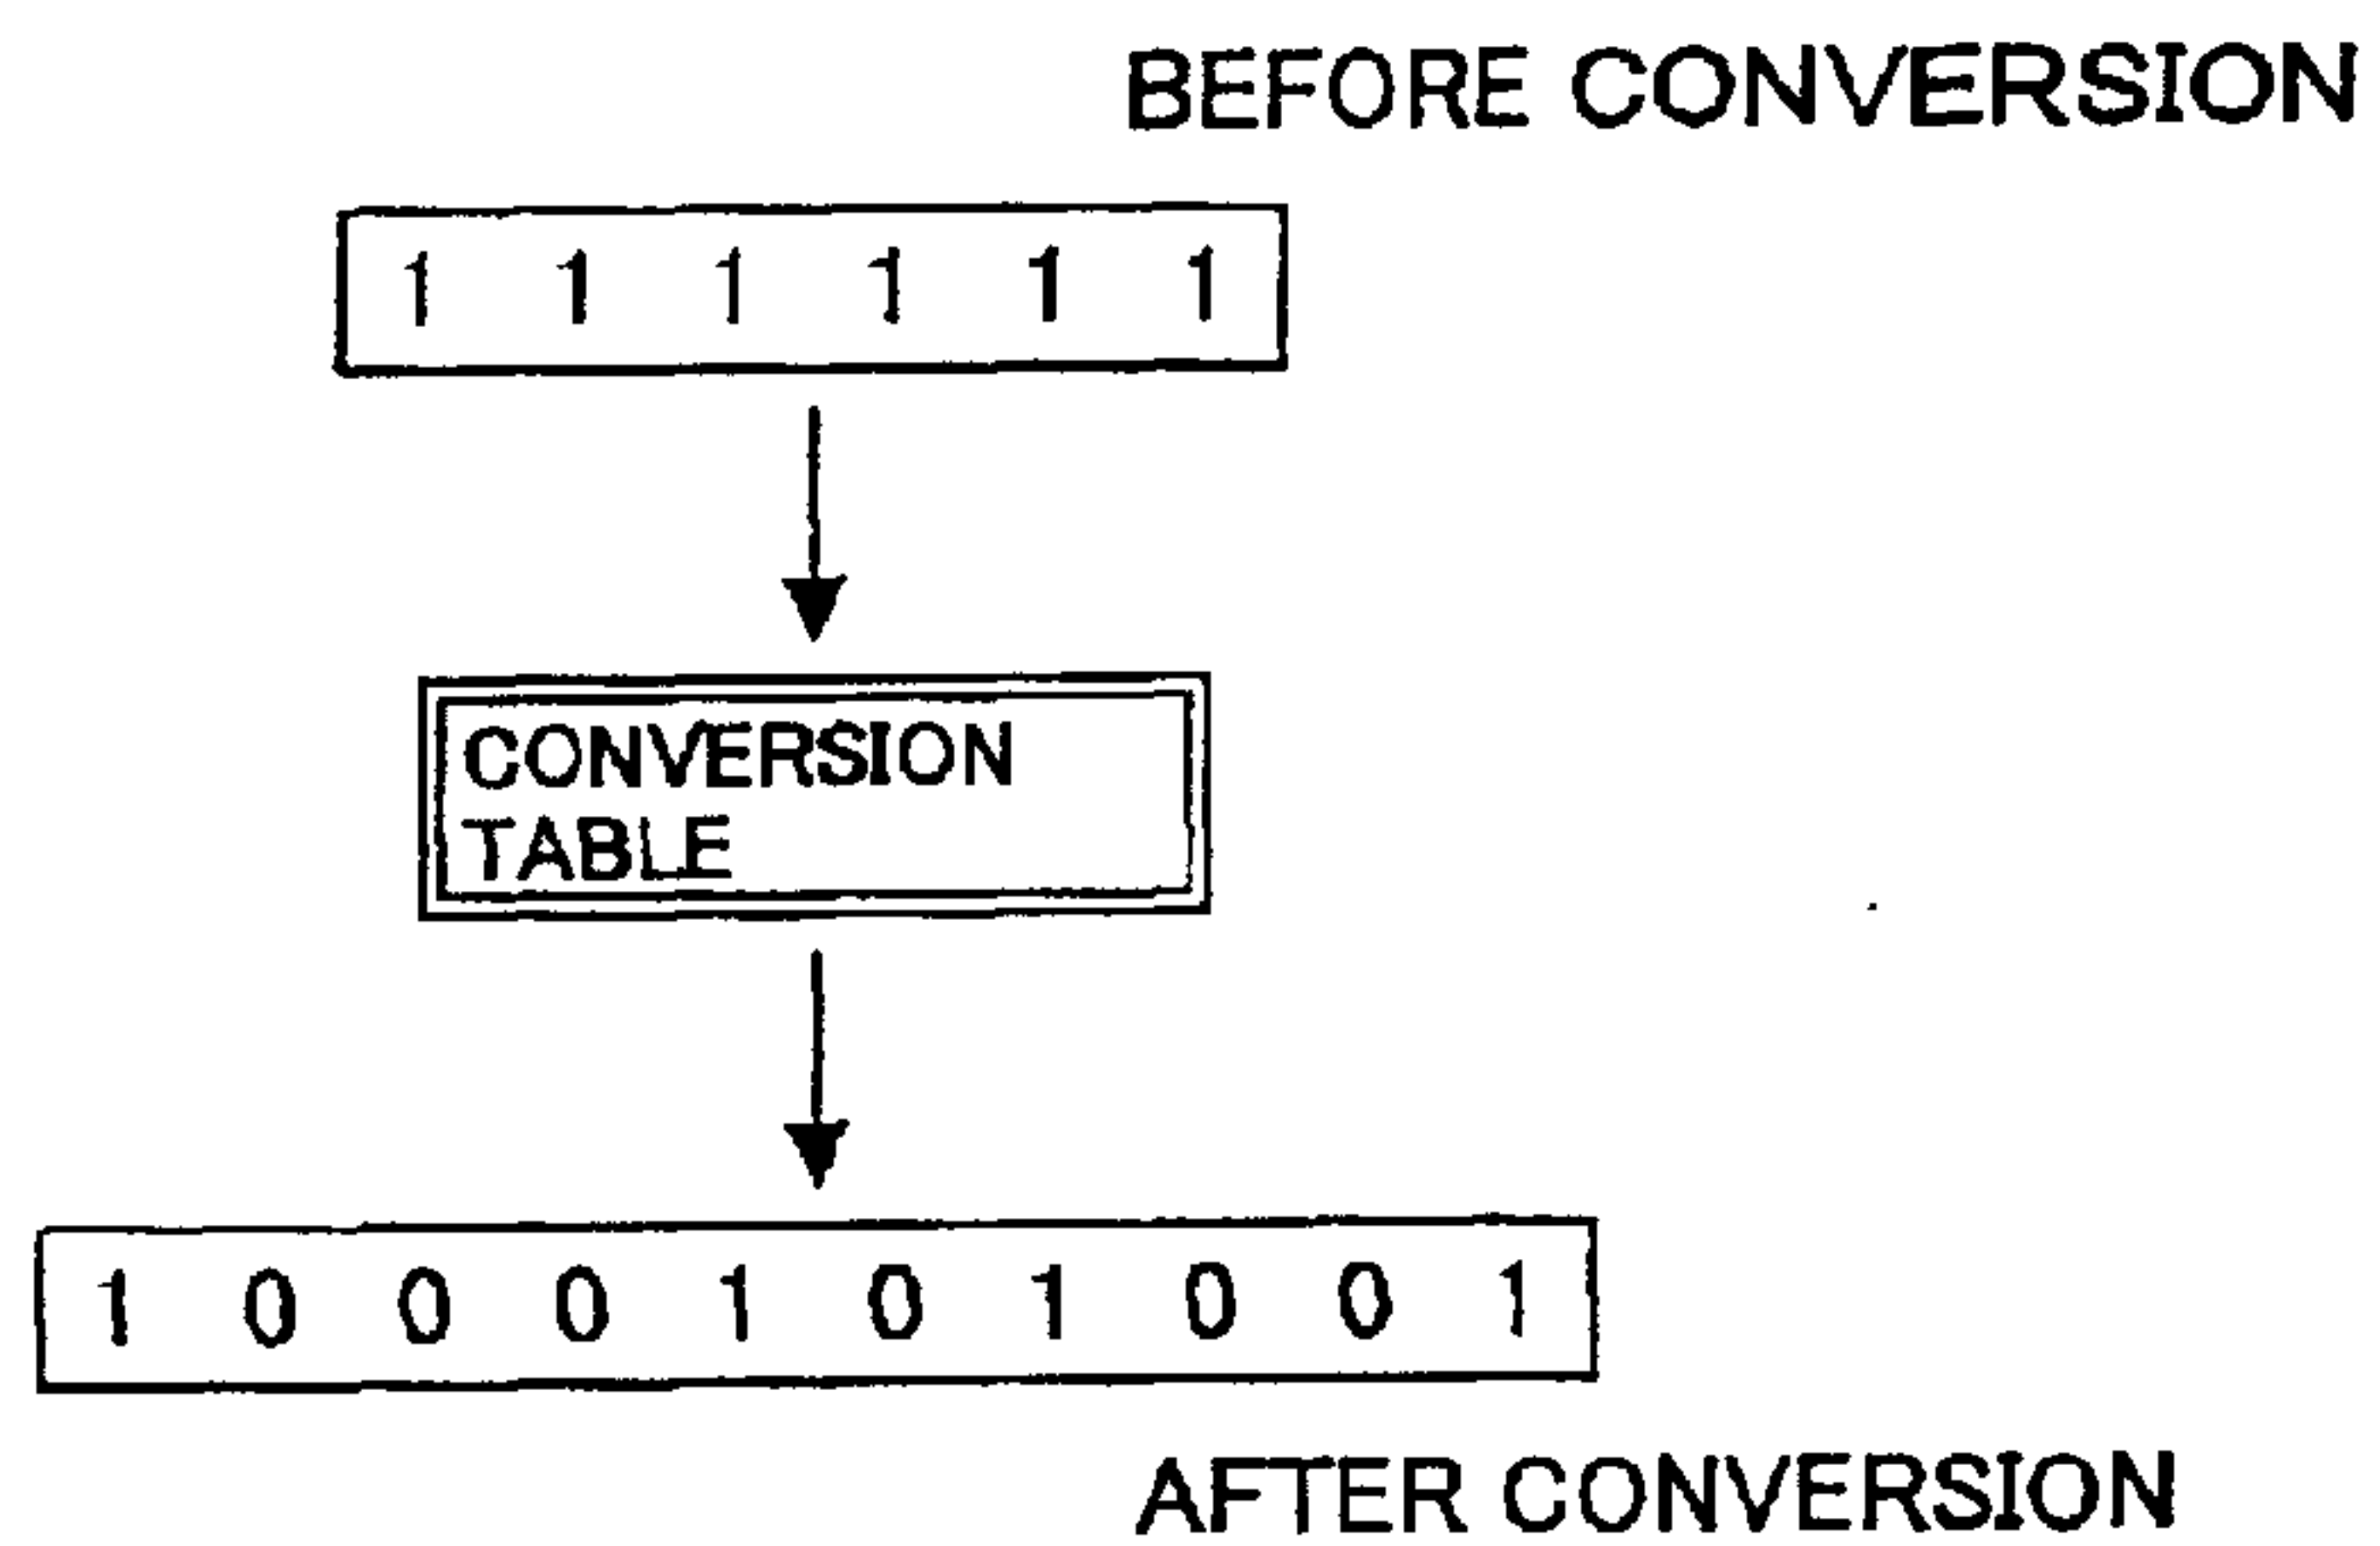 BEFORE CONVERSION
1 1 1 1 1 1
CONVERSION
TABLE
1 0 0 0 1 0 1 0 0 1
AFTER CONVERSION